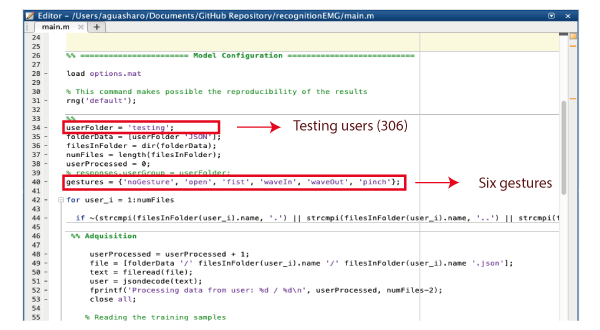 Editor - /Users/aguasharo/Documents/GitHub Repository/recognitionEMG/main.m
main.m × +
24
25
26 %% ======================= Model Configuration ===========================
27
28 - load options.mat
29
30 % This command makes possible the reproducibility of the results
31 - rng('default');
32
33 %%
34 - userFolder = 'testing'; Testing users (306)
35 - folderData = [userFolder 'JSON'];
36 - filesInFolder = dir(folderData);
37 - numFiles = length(filesInFolder);
38 - userProcessed = 0;
39 % responses.userGroup = userFolder;
40 - gestures = {'noGesture', 'open', 'fist', 'waveIn', 'waveOut', 'pinch'}; Six gestures
41
42 - for user_i = 1:numFiles
43
44 - if ~(strcmpi(filesInFolder(user_i).name, '.') || strcmpi(filesInFolder(user_i).name, '..') || strcmpi(f
45
46 %% Adquisition
47
48 - userProcessed = userProcessed + 1;
49 - file = [folderData '/' filesInFolder(user_i).name '/' filesInFolder(user_i).name '.json'];
50 - text = fileread(file);
51 - user = jsondecode(text);
52 - fprintf('Processing data from user: %d / %d\n', userProcessed, numFiles-2);
53 - close all;
54
55 % Reading the training samples